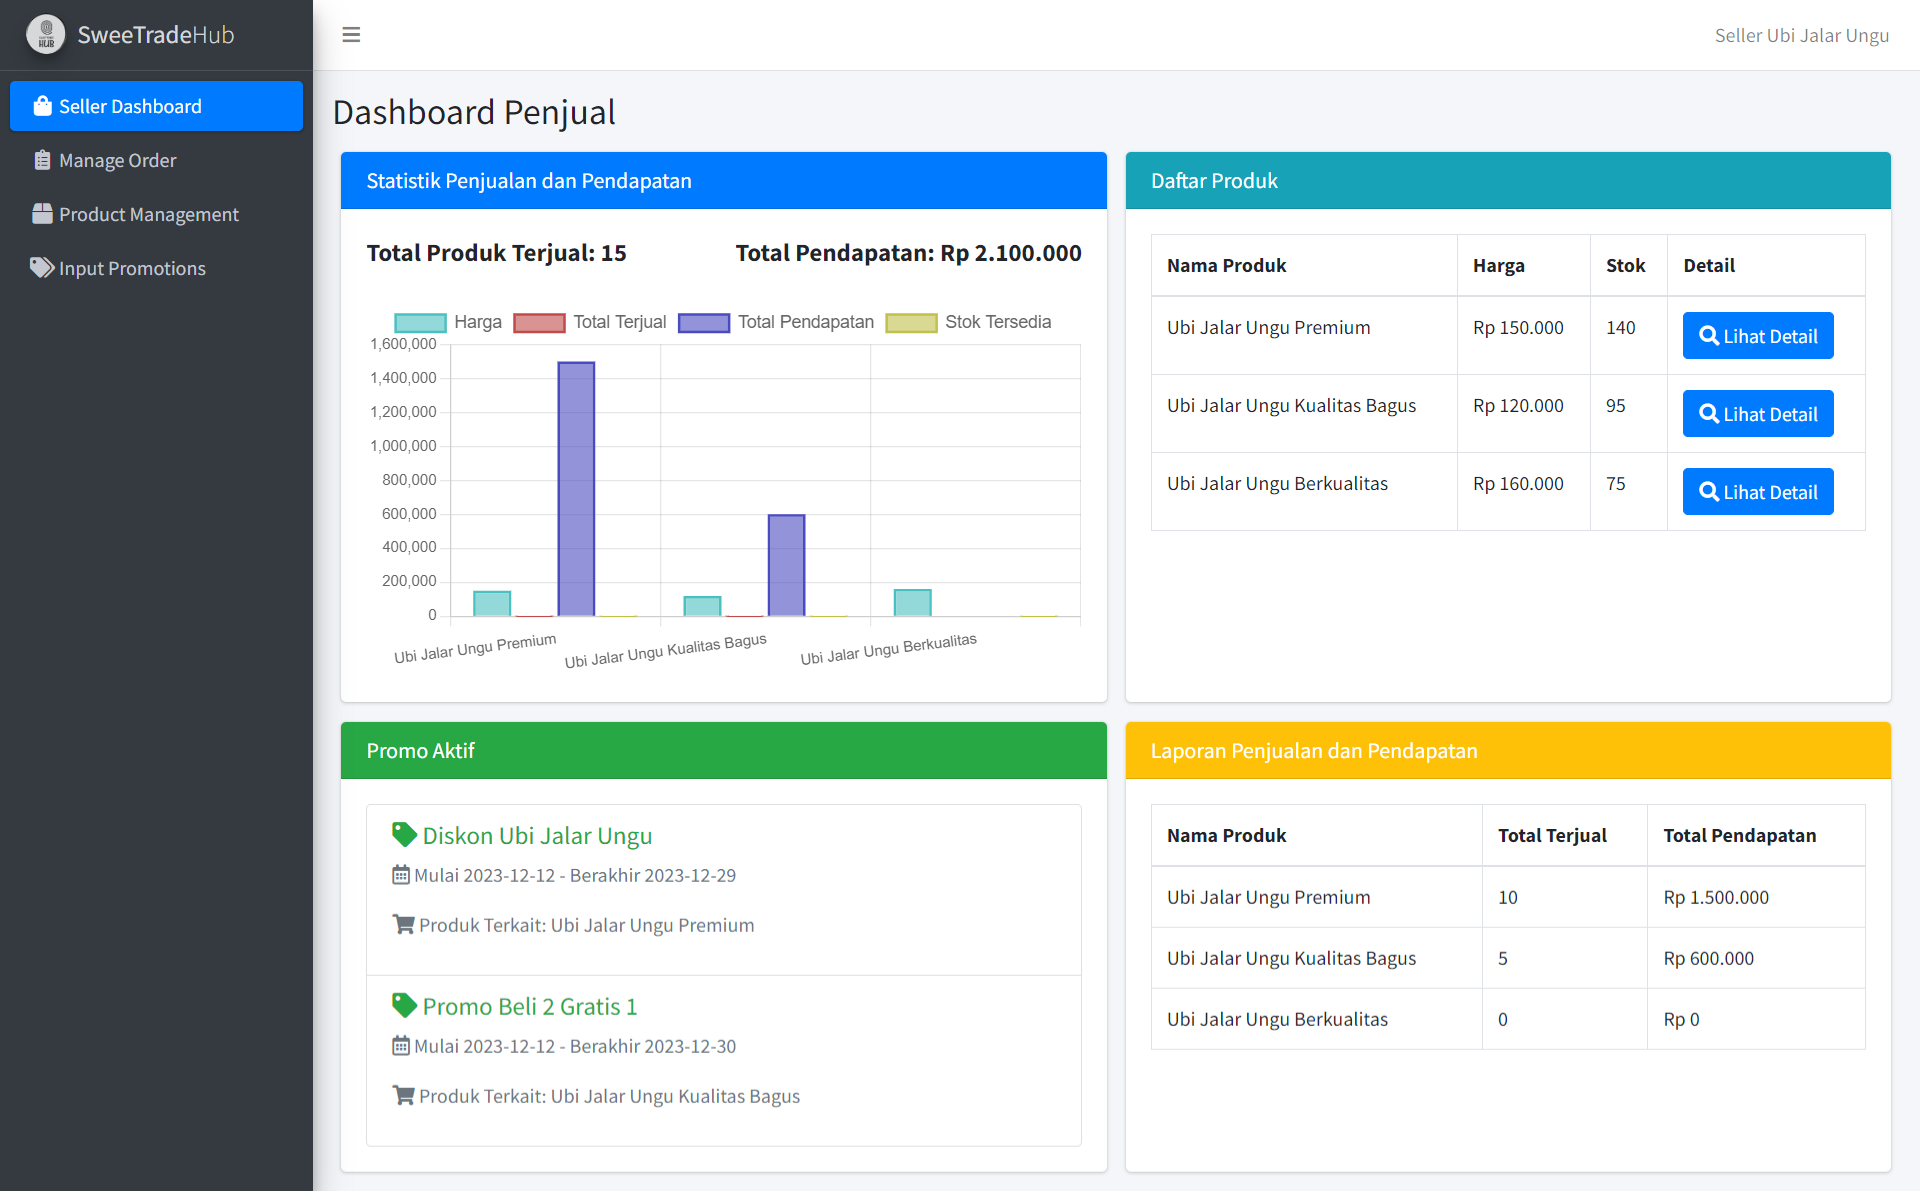 SweeTradeHub
Seller Ubi Jalar Ungu
Seller Dashboard
Manage Order
Product Management
Input Promotions
Dashboard Penjual
Statistik Penjualan dan Pendapatan
Total Produk Terjual: 15 Total Pendapatan: Rp 2.100.000
Harga Total Terjual Total Pendapatan Stok Tersedia
1,600,000
1,400,000
1,200,000
1,000,000
800,000
600,000
400,000
200,000
0
Ubi Jalar Ungu Premium
Ubi Jalar Ungu Kualitas Bagus
Ubi Jalar Ungu Berkualitas
Daftar Produk
Nama Produk Harga Stok Detail
Ubi Jalar Ungu Premium Rp 150.000 140 Lihat Detail
Ubi Jalar Ungu Kualitas Bagus Rp 120.000 95 Lihat Detail
Ubi Jalar Ungu Berkualitas Rp 160.000 75 Lihat Detail
Promo Aktif
Diskon Ubi Jalar Ungu
Mulai 2023-12-12 - Berakhir 2023-12-29
Produk Terkait: Ubi Jalar Ungu Premium
Promo Beli 2 Gratis 1
Mulai 2023-12-12 - Berakhir 2023-12-30
Produk Terkait: Ubi Jalar Ungu Kualitas Bagus
Laporan Penjualan dan Pendapatan
Nama Produk Total Terjual Total Pendapatan
Ubi Jalar Ungu Premium 10 Rp 1.500.000
Ubi Jalar Ungu Kualitas Bagus 5 Rp 600.000
Ubi Jalar Ungu Berkualitas 0 Rp 0